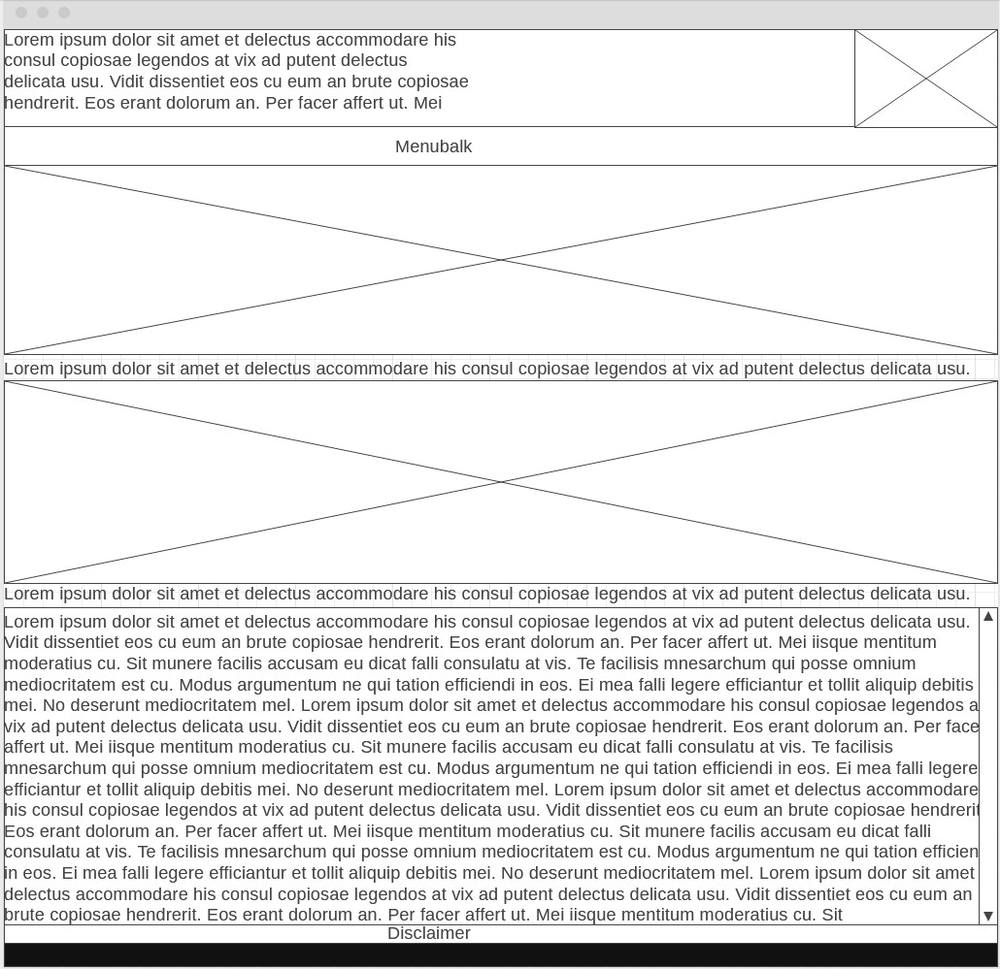 Lorem ipsum dolor sit amet et delectus accommodare his
consul copiosae legendos at vix ad putent delectus
delicata usu. Vidit dissentiet eos cu eum an brute copiosae
hendrerit. Eos erant dolorum an. Per facer affert ut. Mei
Menubalk
Lorem ipsum dolor sit amet et delectus accommodare his consul copiosae legendos at vix ad putent delectus delicata usu.
Lorem ipsum dolor sit amet et delectus accommodare his consul copiosae legendos at vix ad putent delectus delicata usu.
Lorem ipsum dolor sit amet et delectus accommodare his consul copiosae legendos at vix ad putent delectus delicata usu.
Vidit dissentiet eos cu eum an brute copiosae hendrerit. Eos erant dolorum an. Per facer affert ut. Mei iisque mentitum
moderatius cu. Sit munere facilis accusam eu dicat falli consulatu at vis. Te facilisis mnesarchum qui posse omnium
mediocritatem est cu. Modus argumentum ne qui tation efficiendi in eos. Ei mea falli legere efficiantur et tollit aliquip debitis
mei. No deserunt mediocritatem mel. Lorem ipsum dolor sit amet et delectus accommodare his consul copiosae legendos a
vix ad putent delectus delicata usu. Vidit dissentiet eos cu eum an brute copiosae hendrerit. Eos erant dolorum an. Per face
affert ut. Mei iisque mentitum moderatius cu. Sit munere facilis accusam eu dicat falli consulatu at vis. Te facilisis
mnesarchum qui posse omnium mediocritatem est cu. Modus argumentum ne qui tation efficiendi in eos. Ei mea falli legere
efficiantur et tollit aliquip debitis mei. No deserunt mediocritatem mel. Lorem ipsum dolor sit amet et delectus accommodare
his consul copiosae legendos at vix ad putent delectus delicata usu. Vidit dissentiet eos cu eum an brute copiosae hendrerit
Eos erant dolorum an. Per facer affert ut. Mei iisque mentitum moderatius cu. Sit munere facilis accusam eu dicat falli
consulatu at vis. Te facilisis mnesarchum qui posse omnium mediocritatem est cu. Modus argumentum ne qui tation efficien
in eos. Ei mea falli legere efficiantur et tollit aliquip debitis mei. No deserunt mediocritatem mel. Lorem ipsum dolor sit amet
delectus accommodare his consul copiosae legendos at vix ad putent delectus delicata usu. Vidit dissentiet eos cu eum an
brute copiosae hendrerit. Eos erant dolorum an. Per facer affert ut. Mei iisque mentitum moderatius cu. Sit
Disclaimer